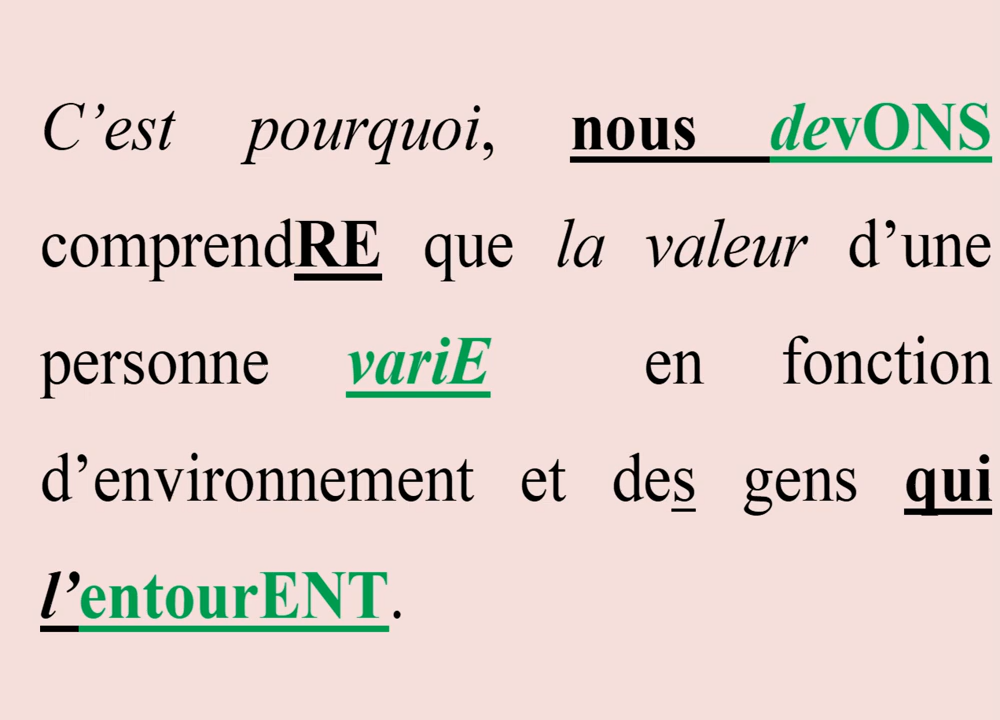 C’est pourquoi, nous devONS
comprendRE que la valeur d’une
personne variE en fonction
d’environnement et des gens qui
l’entourENT.